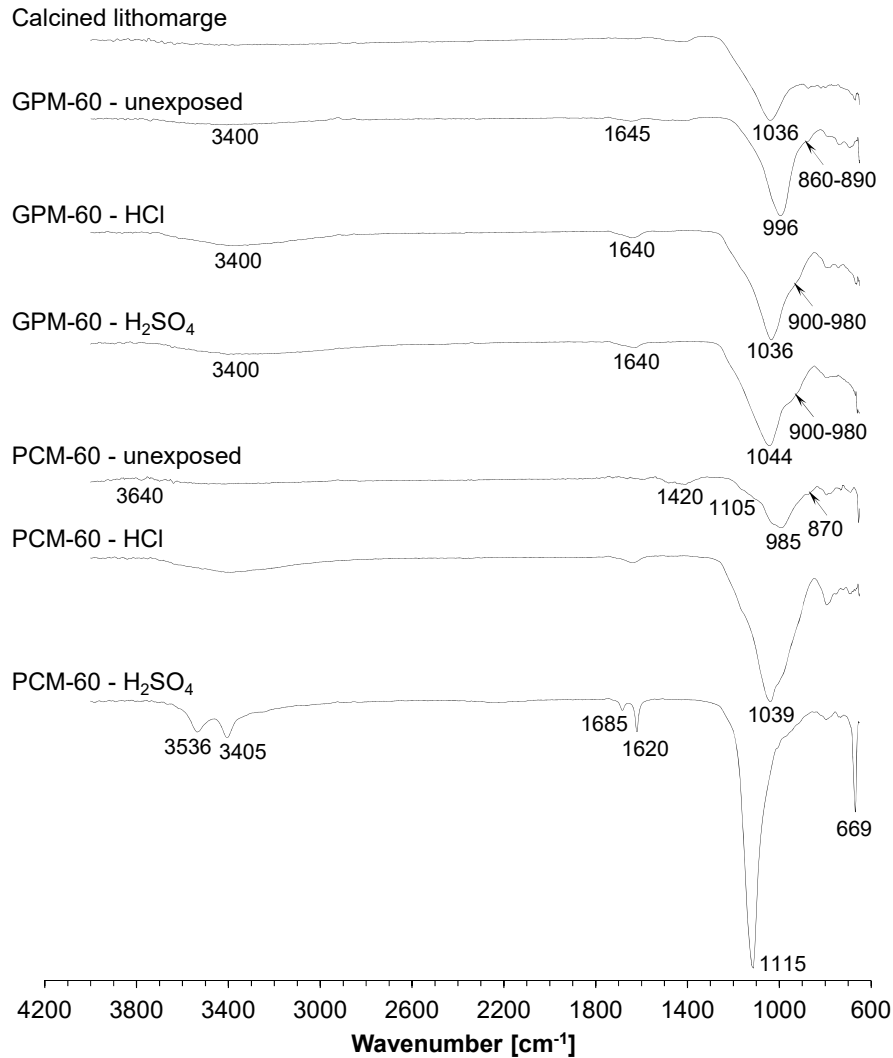 Calcined lithomarge
GPM-60 - unexposed
3400 1645 1036
860-890
996
GPM-60 - HCl
3400 1640
900-980
1036
GPM-60 - H₂SO₄
3400 1640
900-980
1044
PCM-60 - unexposed
3640 1420 1105 870
985
PCM-60 - HCl
1039
PCM-60 - H₂SO₄
3536 3405 1685 1620
669
1115
4200 3800 3400 3000 2600 2200 1800 1400 1000 600
Wavenumber [cm⁻¹]